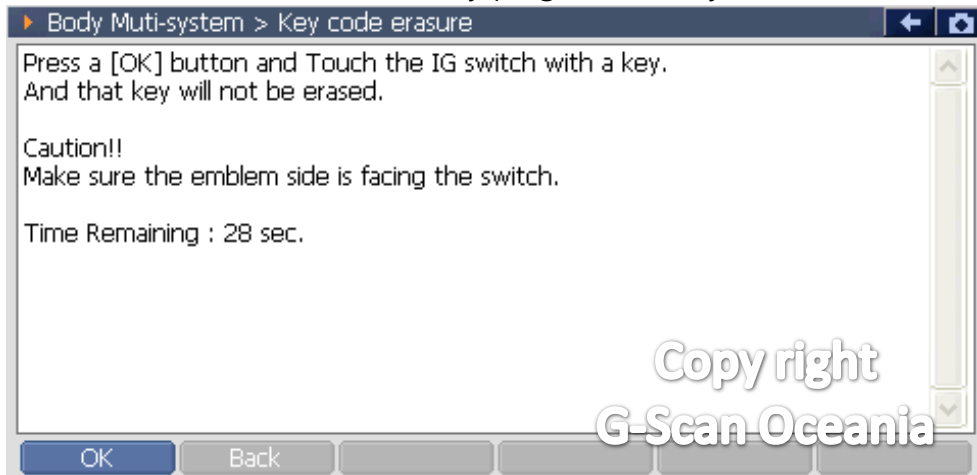 Body Muti-system > Key code erasure
Press a [OK] button and Touch the IG switch with a key.
And that key will not be erased.
Caution!!
Make sure the emblem side is facing the switch.
Time Remaining : 28 sec.
Copy right
G-Scan Oceania
OK
Back